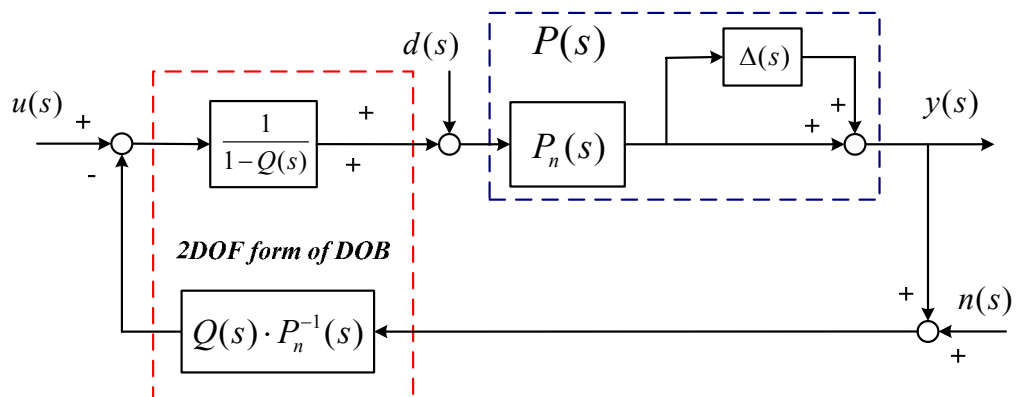 d(s)
P(s)
Δ(s)
u(s)
+
-
1
1-Q(s)
+
+
P_n(s)
+
+
y(s)
2DOF form of DOB
Q(s)·P_n^{-1}(s)
+
n(s)
+